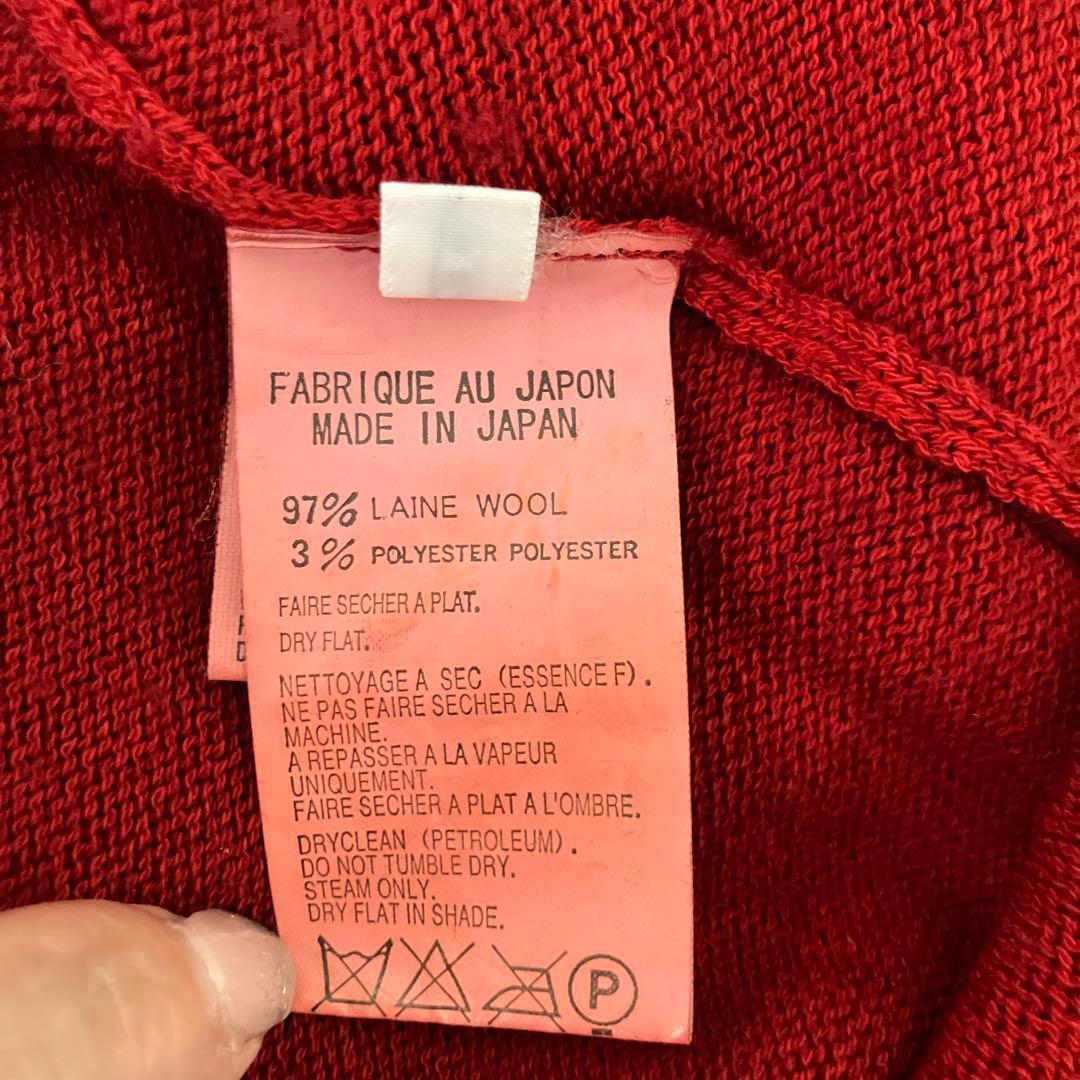 FABRIQUE AU JAPON
MADE IN JAPAN
97% LAINE WOOL
3% POLYESTER POLYESTER
FAIRE SECHER A PLAT.
DRY FLAT.
NETTOYAGE A SEC (ESSENCE F).
NE PAS FAIRE SECHER A LA
MACHINE.
A REPASSER A LA VAPEUR
UNIQUEMENT.
FAIRE SECHER A PLAT A L'OMBRE.
DRYCLEAN (PETROLEUM).
DO NOT TUMBLE DRY.
STEAM ONLY.
DRY FLAT IN SHADE.
P